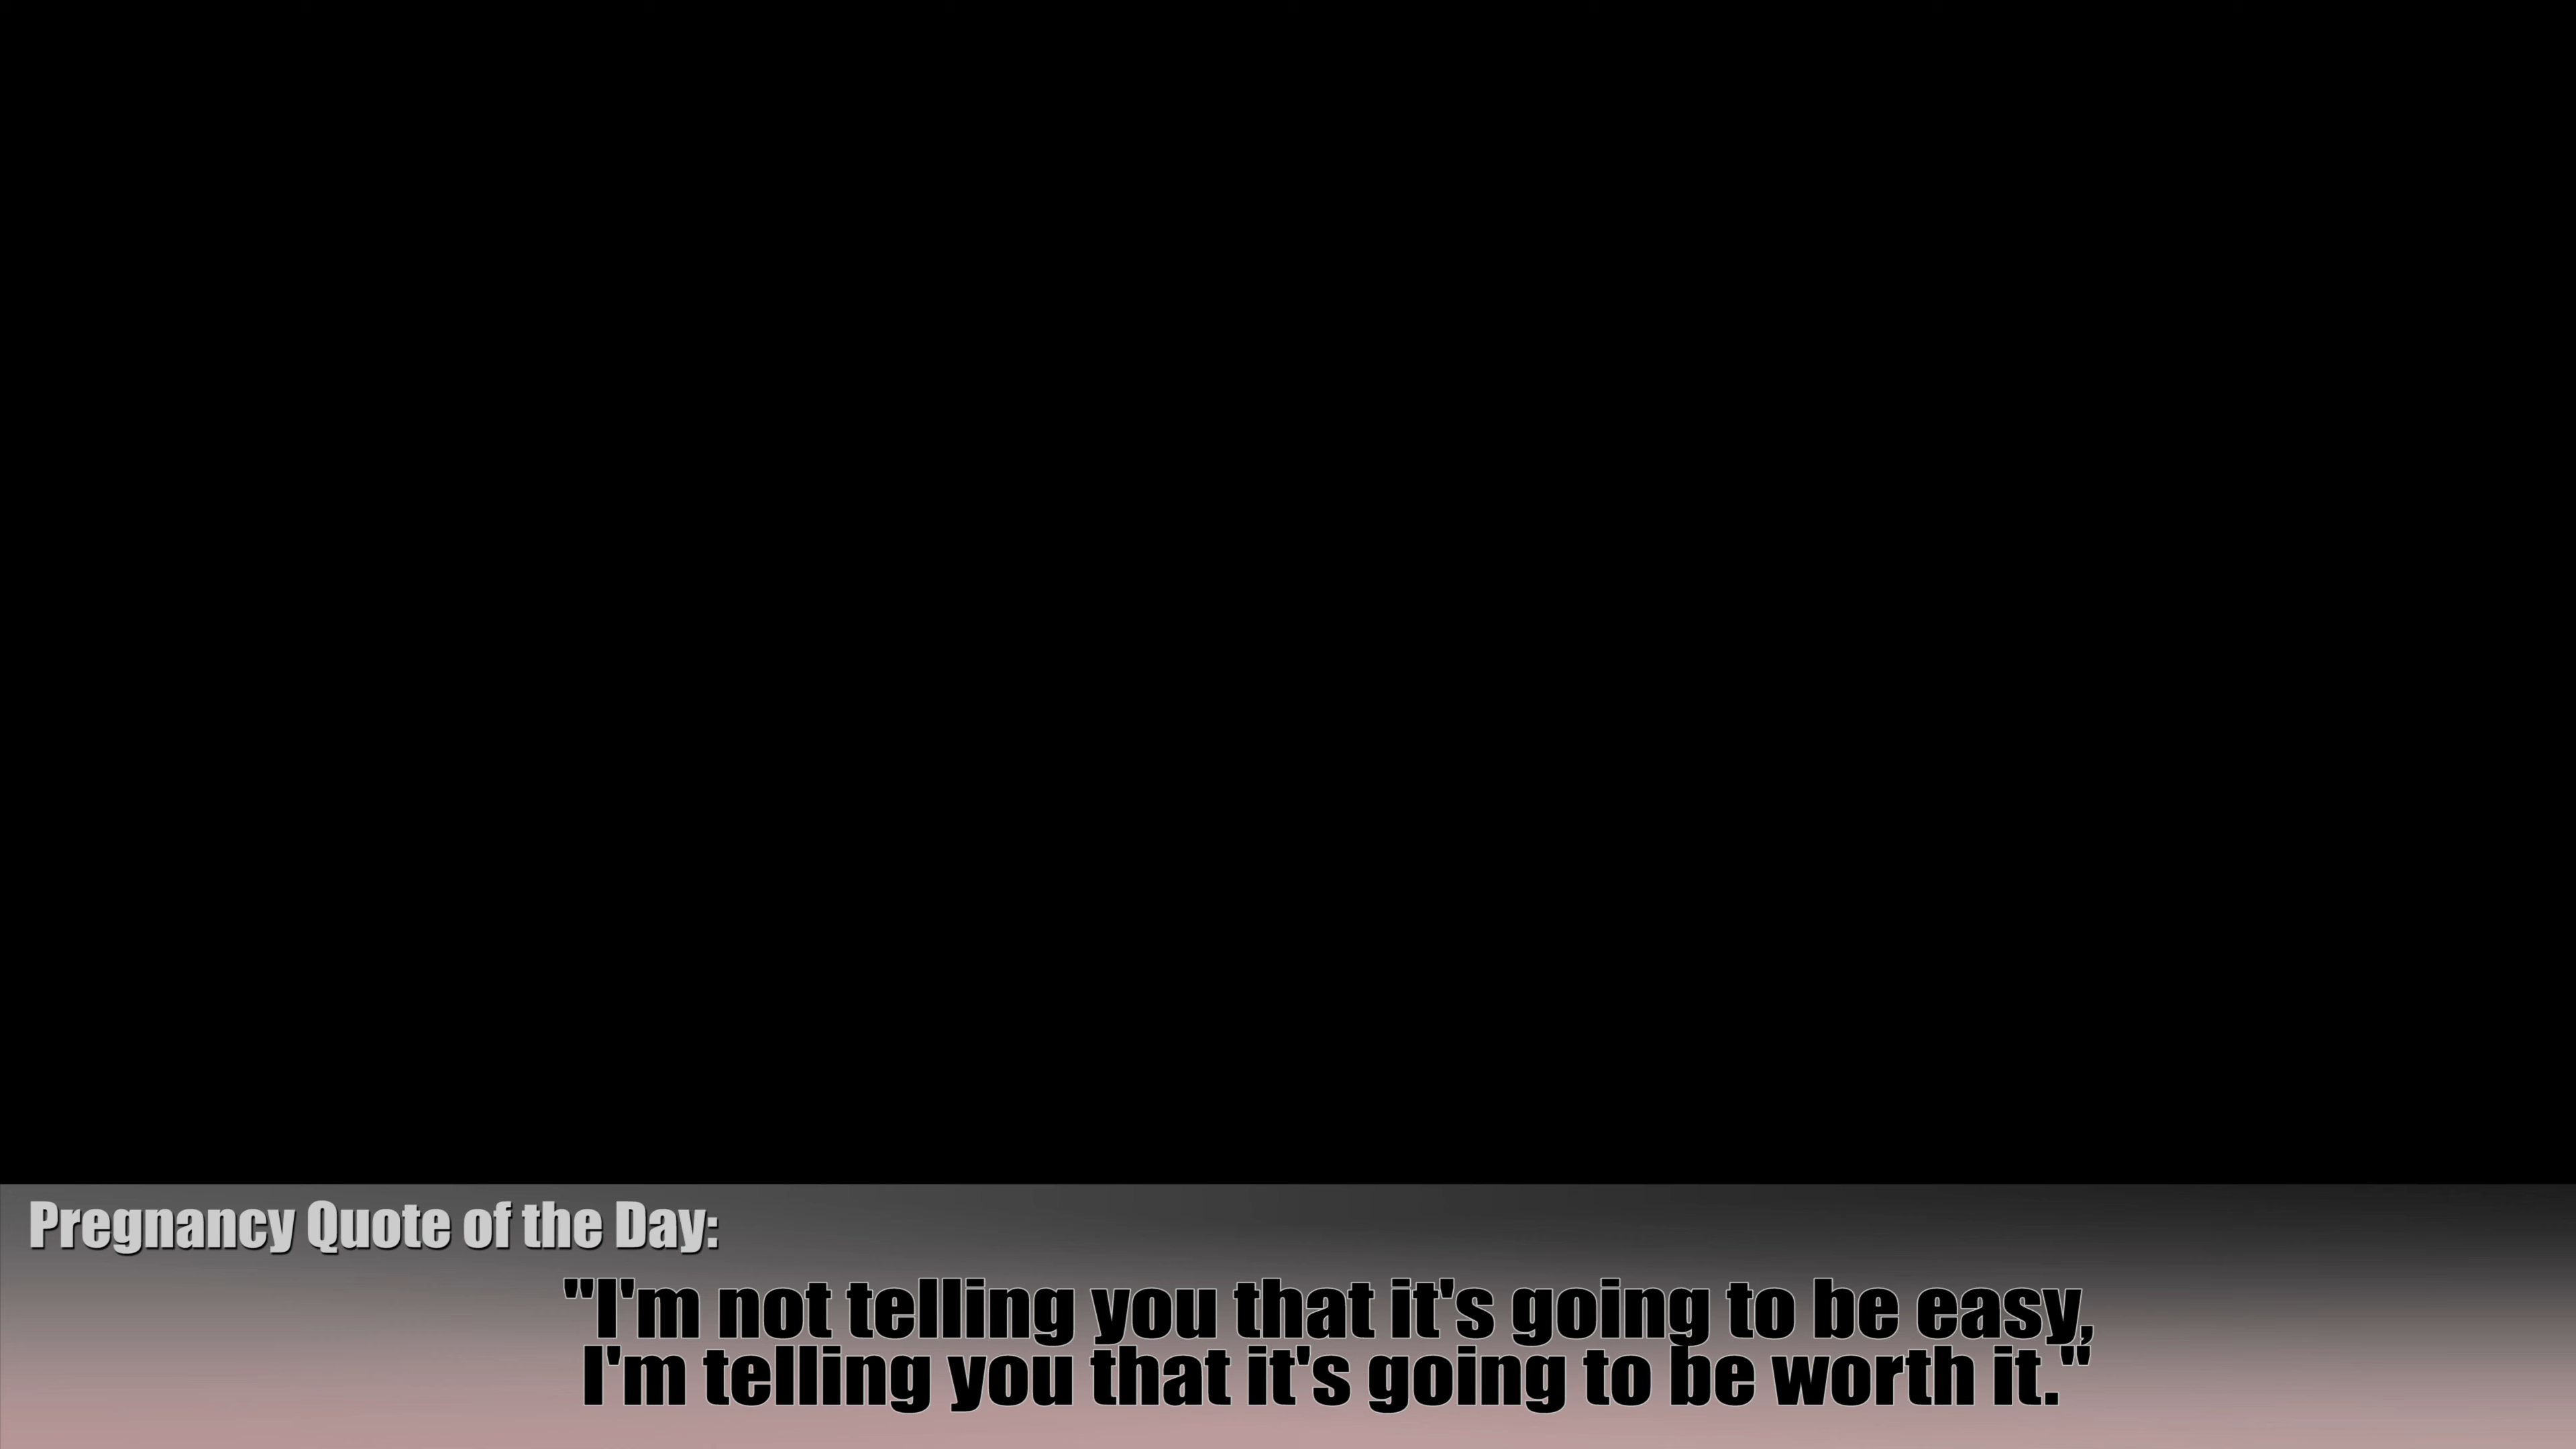 Pregnancy Quote of the Day:
"I'm not telling you that it's going to be easy,
I'm telling you that it's going to be worth it."